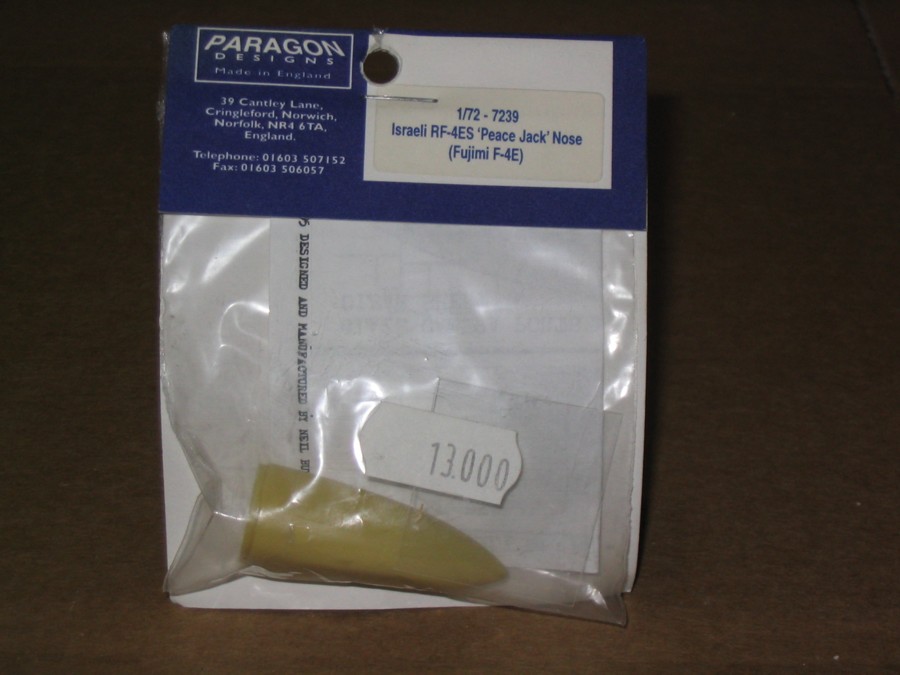 PARAGON
DESIGNS
Made in England
39 Cantley Lane,
Cringleford, Norwich,
Norfolk, NR4 6TA,
England.
Telephone: 01603 507152
Fax: 01603 506057
1/72 - 7239
Israeli RF-4ES 'Peace Jack' Nose
(Fujimi F-4E)
DESIGNED AND MANUFACTURED BY NEIL
13.000